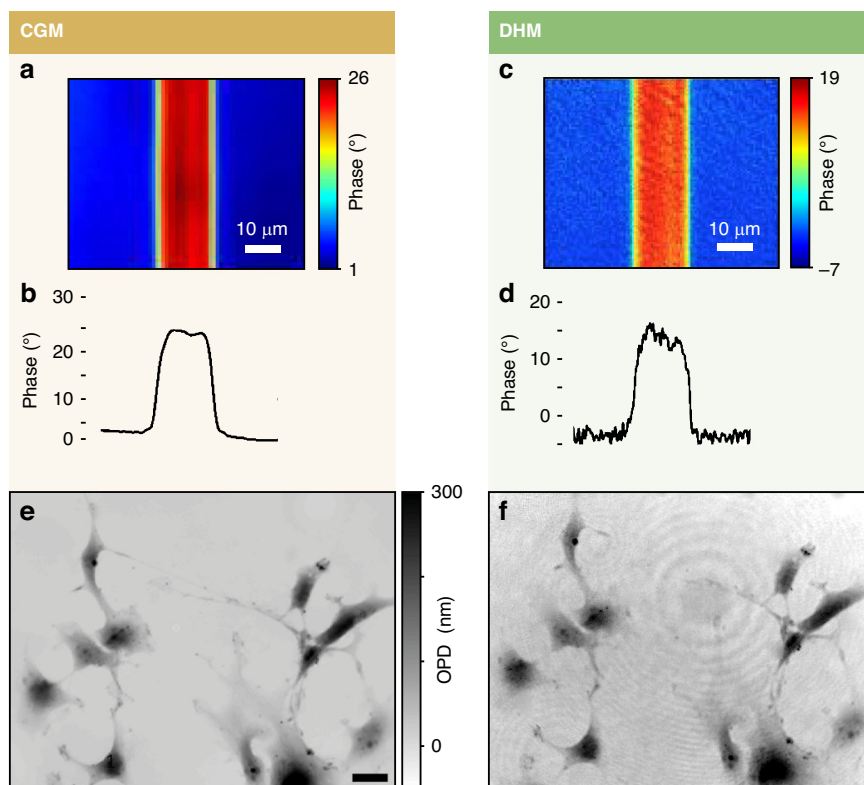 CGM
a
26
Phase (°)
1
10 μm
b
30
20
10
0
Phase (°)
DHM
c
19
Phase (°)
–7
10 μm
d
20
10
0
Phase (°)
e
300
OPD (nm)
0
f